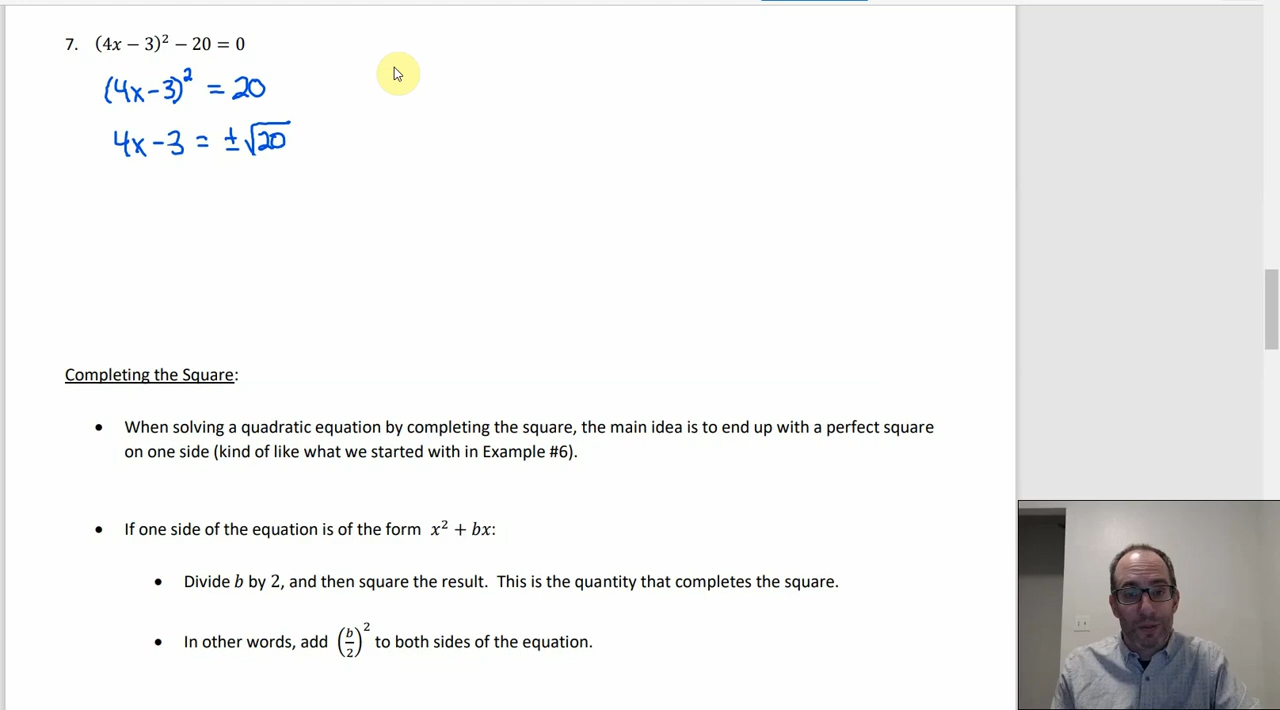 7. (4x − 3)² − 20 = 0
(4x-3)² = 20
4x-3 = ±√20
Completing the Square:
• When solving a quadratic equation by completing the square, the main idea is to end up with a perfect square
on one side (kind of like what we started with in Example #6).
• If one side of the equation is of the form x² + bx:
• Divide b by 2, and then square the result. This is the quantity that completes the square.
• In other words, add (b/2)² to both sides of the equation.